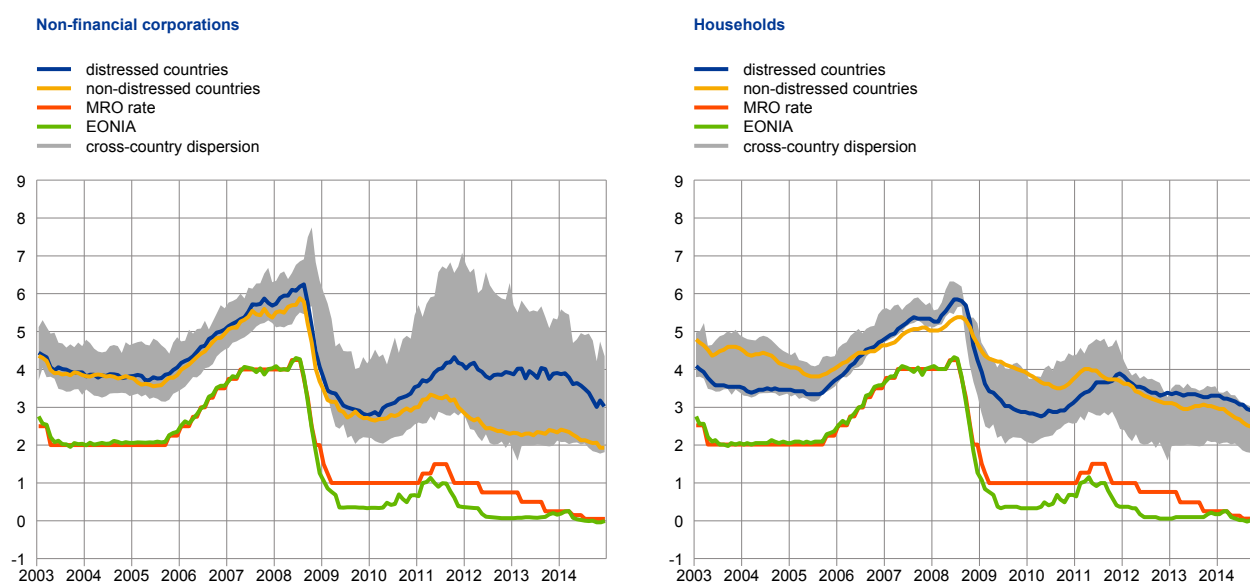 Non-financial corporations
distressed countries
non-distressed countries
MRO rate
EONIA
cross-country dispersion
9
8
7
6
5
4
3
2
1
0
-1
2003 2004 2005 2006 2007 2008 2009 2010 2011 2012 2013 2014
Households
distressed countries
non-distressed countries
MRO rate
EONIA
cross-country dispersion
9
8
7
6
5
4
3
2
1
0
-1
2003 2004 2005 2006 2007 2008 2009 2010 2011 2012 2013 2014